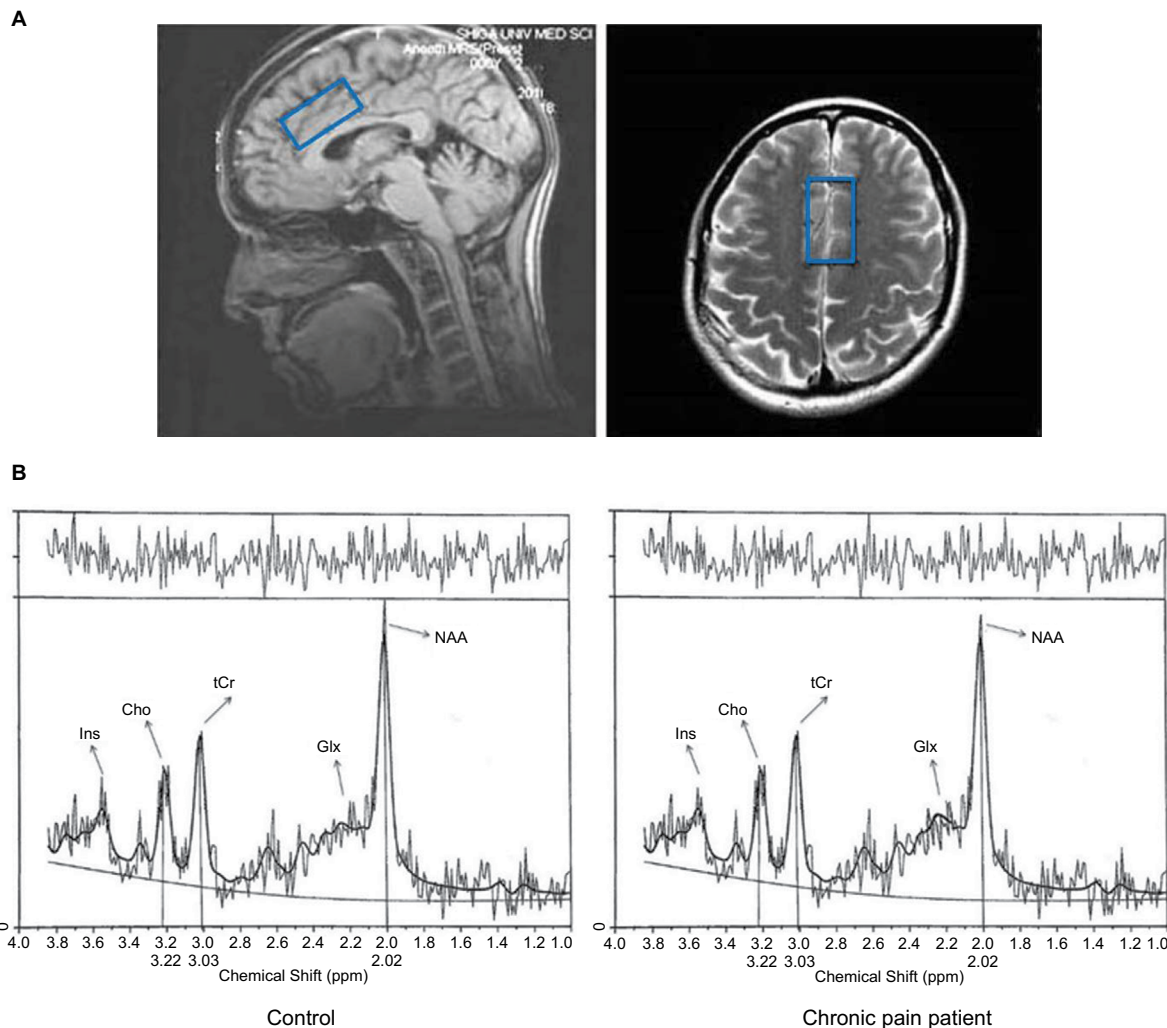 A
SHIGA UNIV MED SCI
2
201
18:
B
NAA
tCr
Cho
Ins
Glx
0
4.0 3.8 3.6 3.4 3.2 3.0 2.8 2.6 2.4 2.2 2.0 1.8 1.6 1.4 1.2 1.0
3.22 3.03 2.02
Chemical Shift (ppm)
Control
NAA
tCr
Cho
Ins
Glx
0
4.0 3.8 3.6 3.4 3.2 3.0 2.8 2.6 2.4 2.2 2.0 1.8 1.6 1.4 1.2 1.0
3.22 3.03 2.02
Chemical Shift (ppm)
Chronic pain patient